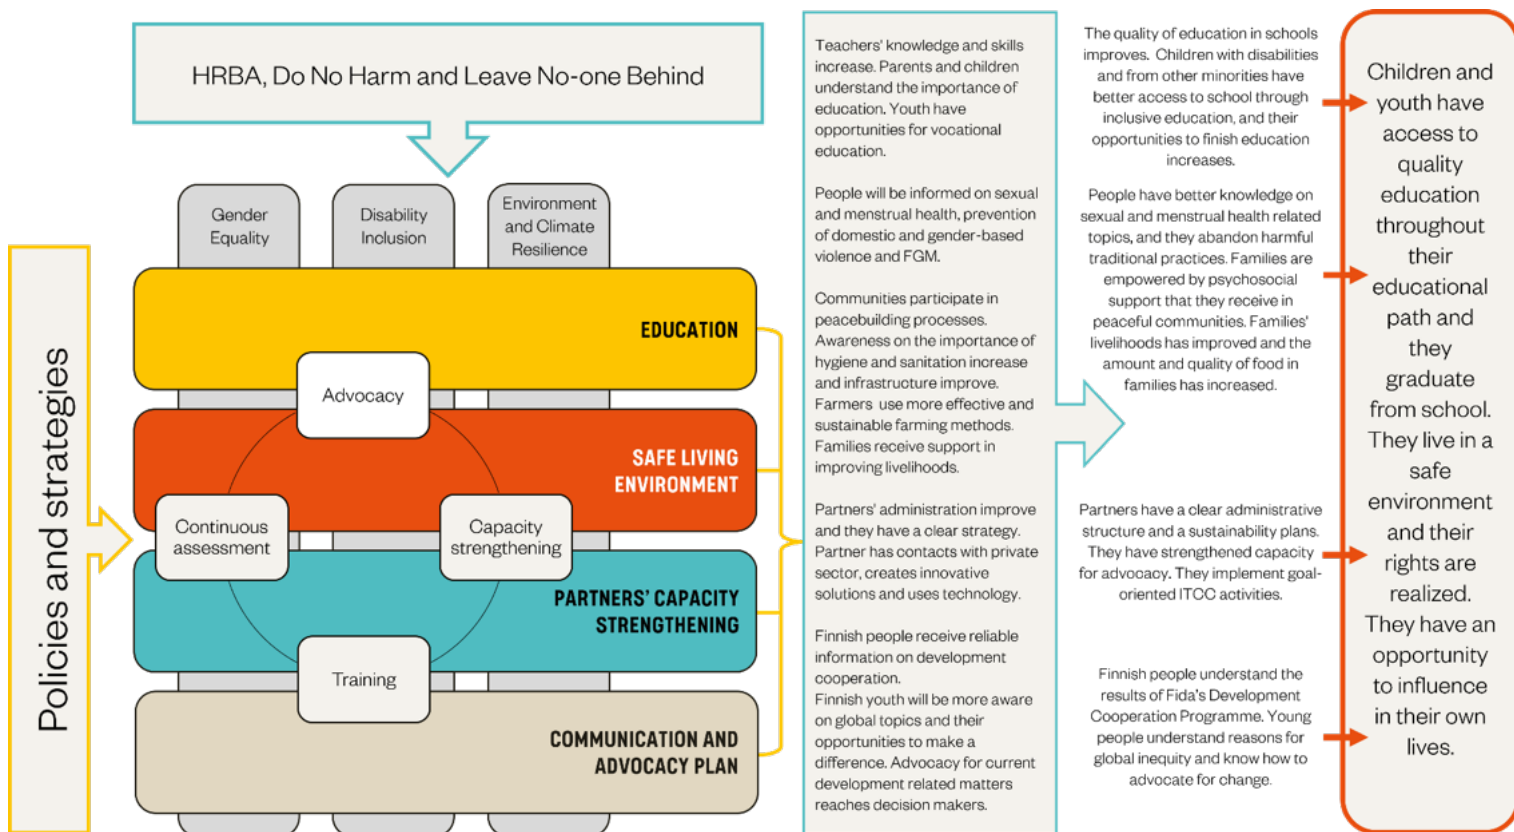 HRBA, Do No Harm and Leave No-one Behind
Policies and strategies
Gender
Equality
Disability
Inclusion
Environment
and Climate
Resilience
EDUCATION
Advocacy
SAFE LIVING
ENVIRONMENT
Continuous
assessment
Capacity
strengthening
PARTNERS' CAPACITY
STRENGTHENING
Training
COMMUNICATION AND
ADVOCACY PLAN
Teachers' knowledge and skills
increase. Parents and children
understand the importance of
education. Youth have
opportunities for vocational
education.
People will be informed on sexual
and menstrual health, prevention
of domestic and gender-based
violence and FGM.
Communities participate in
peacebuilding processes.
Awareness on the importance of
hygiene and sanitation increase
and infrastructure improve.
Farmers use more effective and
sustainable farming methods.
Families receive support in
improving livelihoods.
Partners' administration improve
and they have a clear strategy.
Partner has contacts with private
sector, creates innovative
solutions and uses technology.
Finnish people receive reliable
information on development
cooperation.
Finnish youth will be more aware
on global topics and their
opportunities to make a
difference. Advocacy for current
development related matters
reaches decision makers.
The quality of education in schools
improves. Children with disabilities
and from other minorities have
better access to school through
inclusive education, and their
opportunities to finish education
increases.
People have better knowledge on
sexual and menstrual health related
topics, and they abandon harmful
traditional practices. Families are
empowered by psychosocial
support that they receive in
peaceful communities. Families'
livelihoods has improved and the
amount and quality of food in
families has increased.
Partners have a clear administrative
structure and a sustainability plans.
They have strengthened capacity
for advocacy. They implement goal-
oriented ITCC activities.
Finnish people understand the
results of Fida's Development
Cooperation Programme. Young
people understand reasons for
global inequity and know how to
advocate for change.
Children and
youth have
access to
quality
education
throughout
their
educational
path and
they
graduate
from school.
They live in a
safe
environment
and their
rights are
realized.
They have an
opportunity
to influence
in their own
lives.